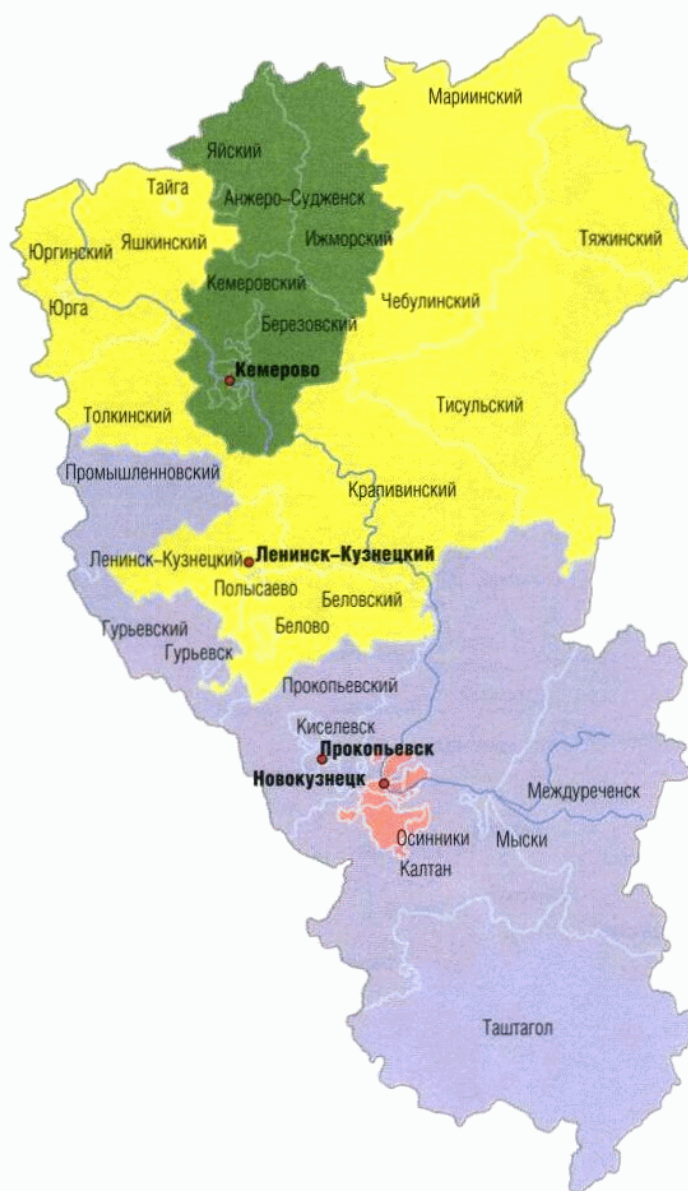 Мариинский
Яйский
Тайга
Анжеро-Судженск
Яшкинский
Ижморский
Тяжинский
Юргинский
Кемеровский
Чебулинский
Юрга
Березовский
Кемерово
Тисульский
Толкинский
Промышленновский
Крапивинский
Ленинск-Кузнецкий
Ленинск-Кузнецкий
Полысаево
Беловский
Гурьевский
Белово
Гурьевск
Прокопьевский
Киселевск
Прокопьевск
Новокузнецк
Междуреченск
Осинники
Мыски
Калтан
Таштагол